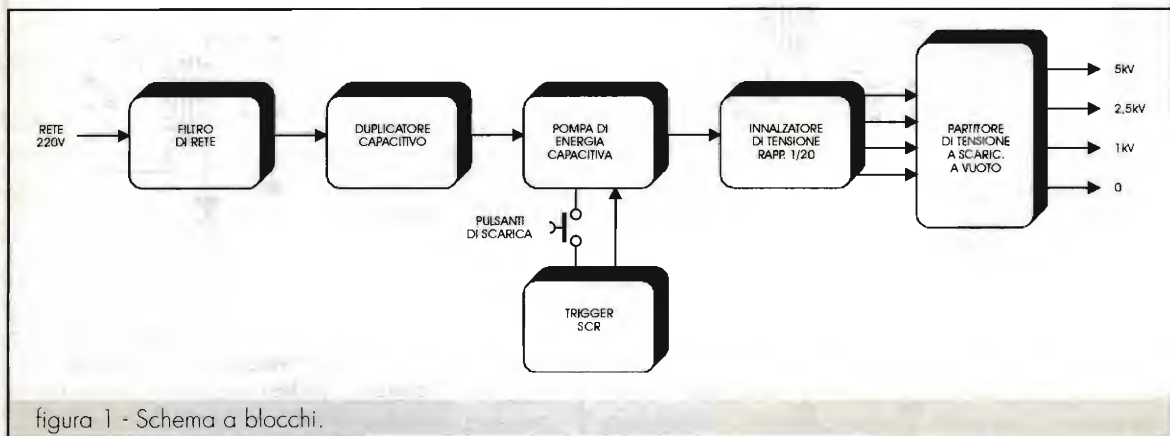 RETE
220V
FILTRO
DI RETE
DUPLICATORE
CAPACITIVO
POMPA DI
ENERGIA
CAPACITIVA
INNALZATORE
DI TENSIONE
RAPP. 1/20
PARTITORE
DI TENSIONE
A SCARIC.
A VUOTO
5kV
2,5kV
1kV
0
PULSANTI
DI SCARICA
TRIGGER
SCR
figura 1 - Schema a blocchi.